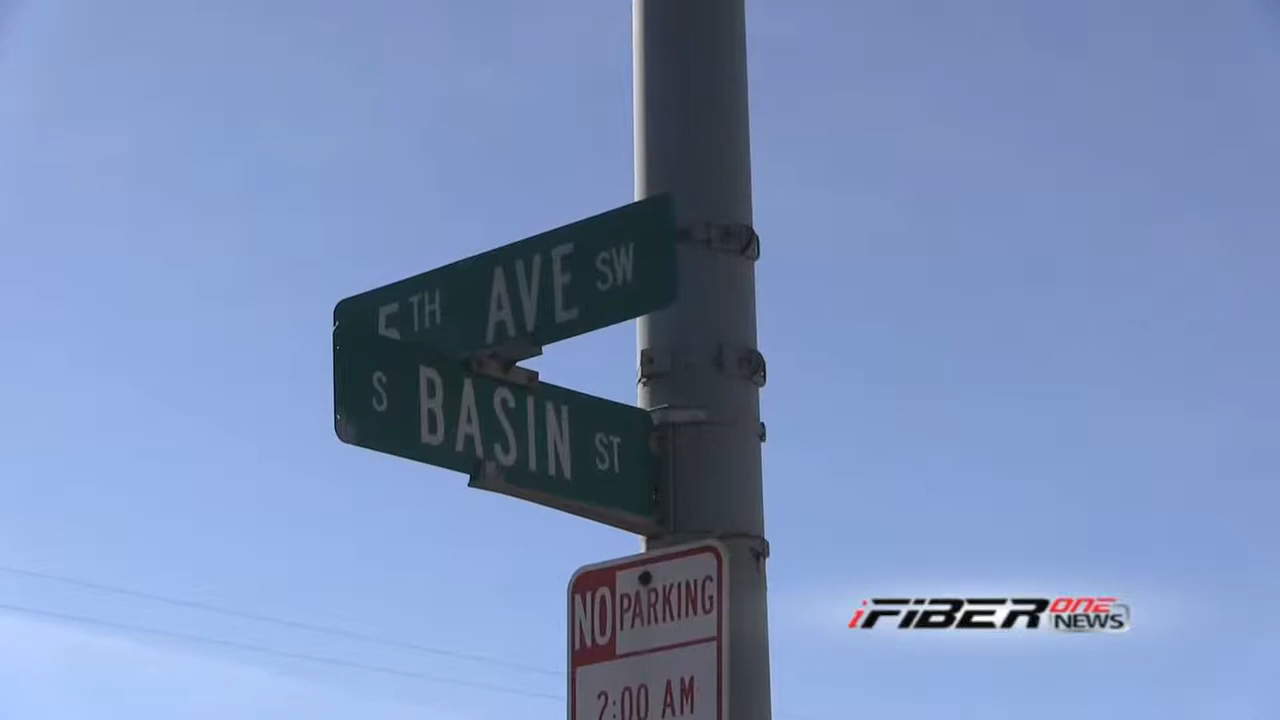 5TH AVE SW
S BASIN ST
NO PARKING
2:00 AM
iFIBER ONE NEWS